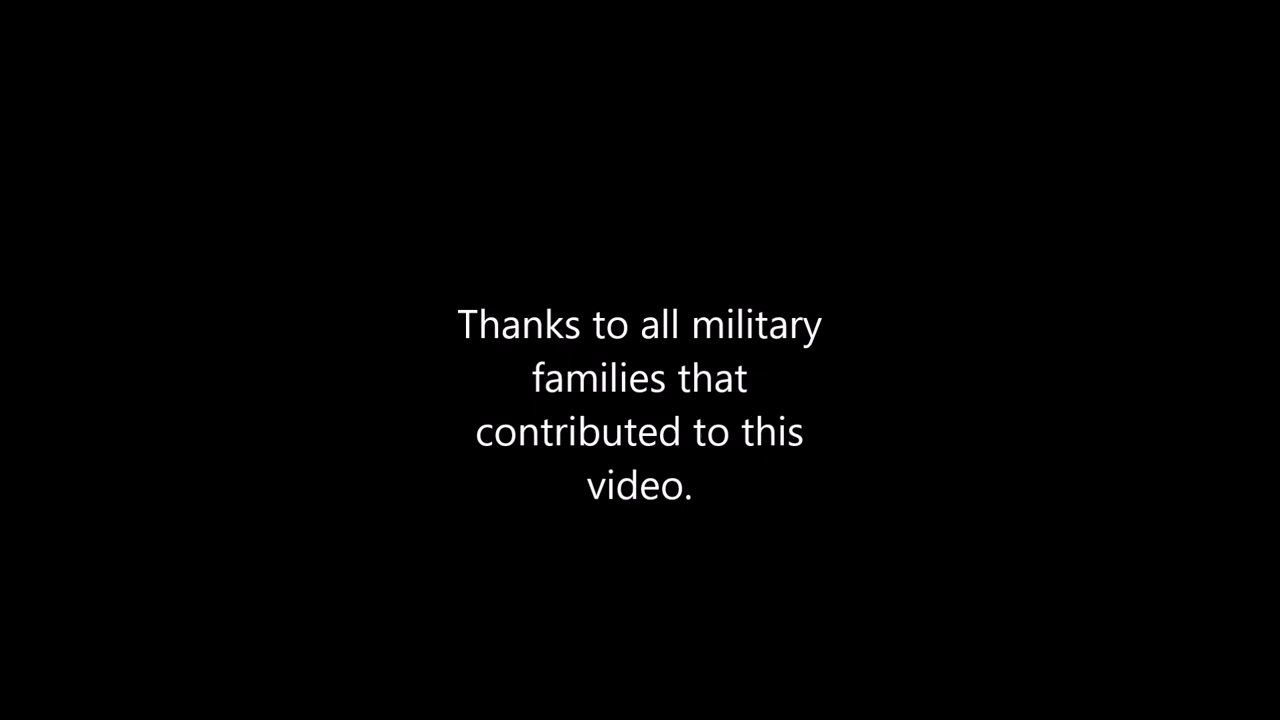 Thanks to all military
families that
contributed to this
video.